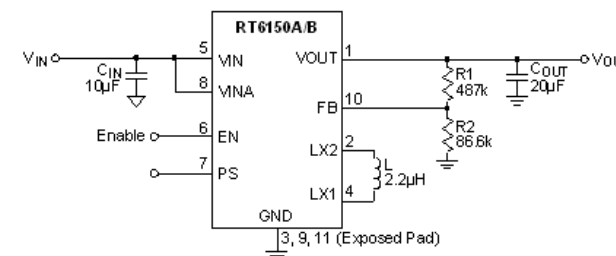 RT6150A/B
VIN
CIN
10µF
5
VIN
8
VINA
Enable
6
EN
7
PS
VOUT
1
FB
10
LX2
2
LX1
4
L
2.2µH
R1
487k
R2
86.6k
COUT
20µF
GND
3, 9, 11 (Exposed Pad)